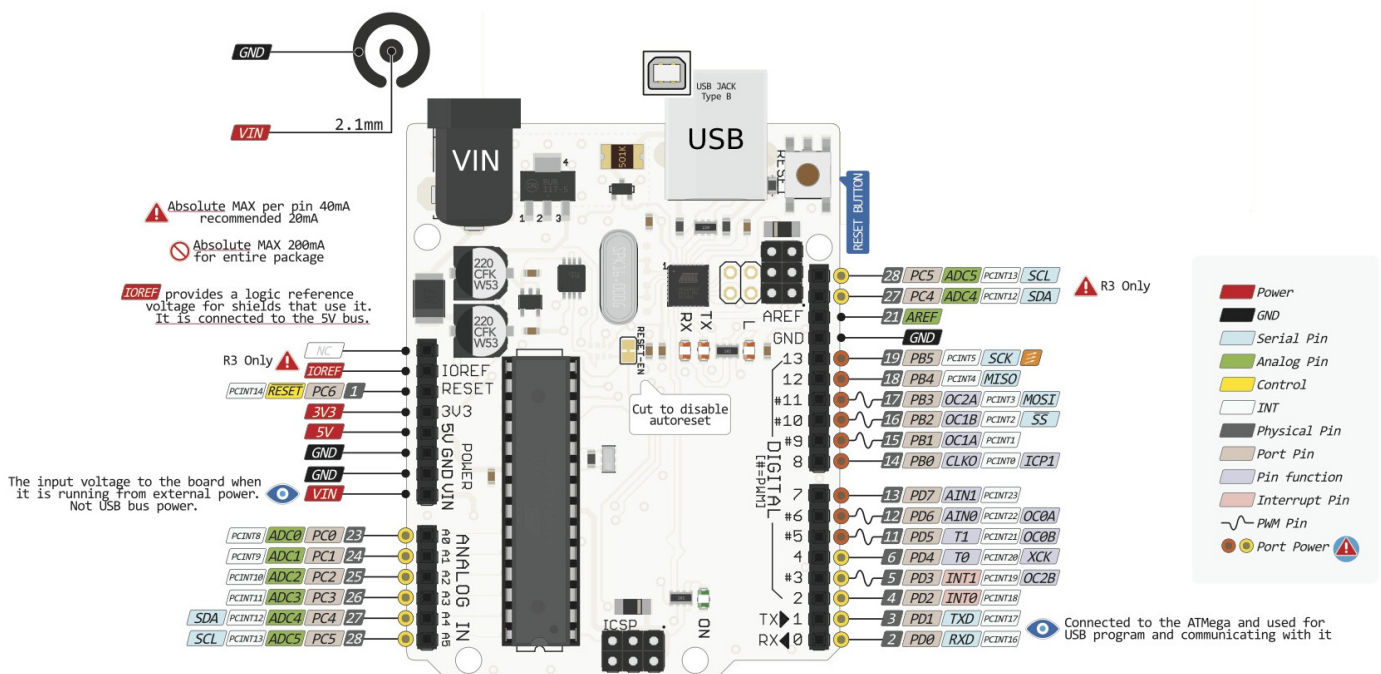 GND
VIN
2.1mm
USB JACK
Type B
USB
VIN
RESET
RESET BUTTON
501K
4
1 2 3
Absolute MAX per pin 40mA
recommended 20mA
Absolute MAX 200mA
for entire package
IOREF provides a logic reference
voltage for shields that use it.
It is connected to the 5V bus.
220
CFK
W53
220
CFK
W53
1
RX
TX
L
RESET-EN
Cut to disable
autoreset
NC
R3 Only
IOREF
IOREF
PCINT14 RESET PC6 1
RESET
3V3
3V3
5V
5V
GND
GND
GND
VIN
VIN
POWER
The input voltage to the board when
it is running from external power.
Not USB bus power.
PCINT8 ADC0 PC0 23 A0
PCINT9 ADC1 PC1 24 A1
PCINT10 ADC2 PC2 25 A2
PCINT11 ADC3 PC3 26 A3
SDA PCINT12 ADC4 PC4 27 A4
SCL PCINT13 ADC5 PC5 28 A5
ANALOG IN
ICSP
ON
28 PC5 ADC5 PCINT13 SCL
27 PC4 ADC4 PCINT12 SDA
R3 Only
AREF 21 AREF
GND GND
13 19 PB5 PCINT5 SCK
12 18 PB4 PCINT4 MISO
#11 17 PB3 OC2A PCINT3 MOSI
#10 16 PB2 OC1B PCINT2 SS
#9 15 PB1 OC1A PCINT1
8 14 PB0 CLKO PCINT0 ICP1
DIGITAL
[#=PWM]
7 13 PD7 AIN1 PCINT23
#6 12 PD6 AIN0 PCINT22 OC0A
#5 11 PD5 T1 PCINT21 OC0B
4 6 PD4 T0 PCINT20 XCK
#3 5 PD3 INT1 PCINT19 OC2B
2 4 PD2 INT0 PCINT18
TX 1 3 PD1 TXD PCINT17
RX 0 2 PD0 RXD PCINT16
Connected to the ATMega and used for
USB program and communicating with it
Power
GND
Serial Pin
Analog Pin
Control
INT
Physical Pin
Port Pin
Pin function
Interrupt Pin
PWM Pin
Port Power